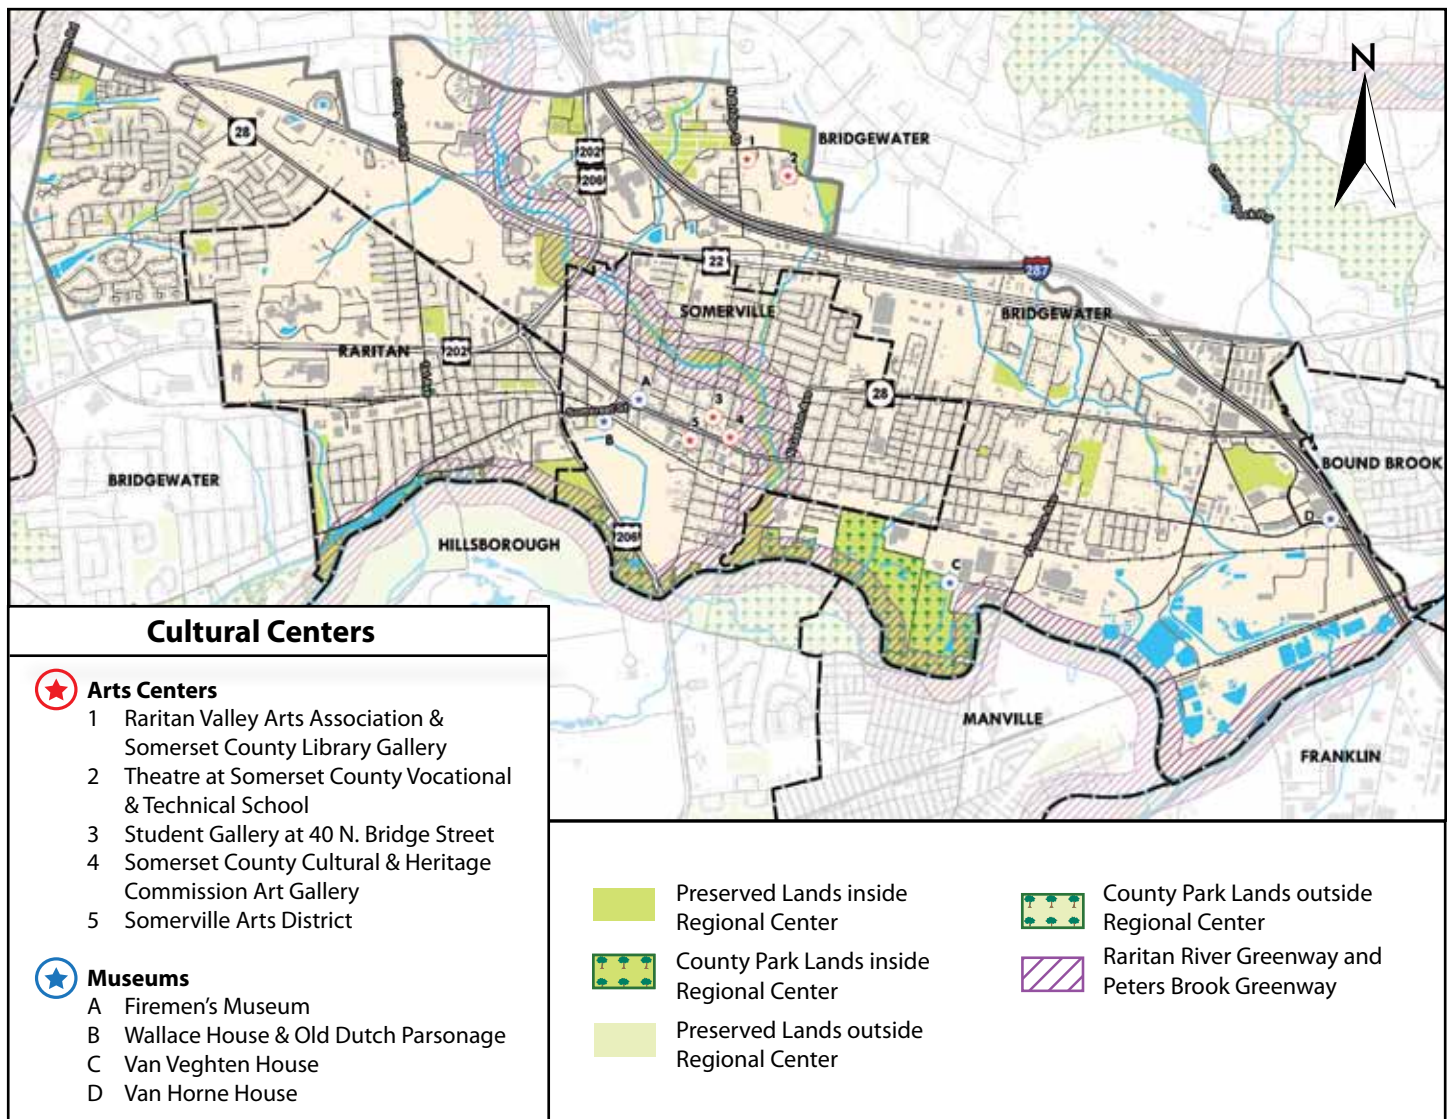 N
28
1
2
BRIDGEWATER
202
206
22
287
SOMERVILLE
BRIDGEWATER
RARITAN
202
A
28
3
4
5
B
BOUND BROOK
BRIDGEWATER
D
206
HILLSBOROUGH
C
MANVILLE
FRANKLIN
Cultural Centers
Arts Centers
1 Raritan Valley Arts Association &
Somerset County Library Gallery
2 Theatre at Somerset County Vocational
& Technical School
3 Student Gallery at 40 N. Bridge Street
4 Somerset County Cultural & Heritage
Commission Art Gallery
5 Somerville Arts District
Museums
A Firemen's Museum
B Wallace House & Old Dutch Parsonage
C Van Veghten House
D Van Horne House
Preserved Lands inside
Regional Center
County Park Lands inside
Regional Center
Preserved Lands outside
Regional Center
County Park Lands outside
Regional Center
Raritan River Greenway and
Peters Brook Greenway